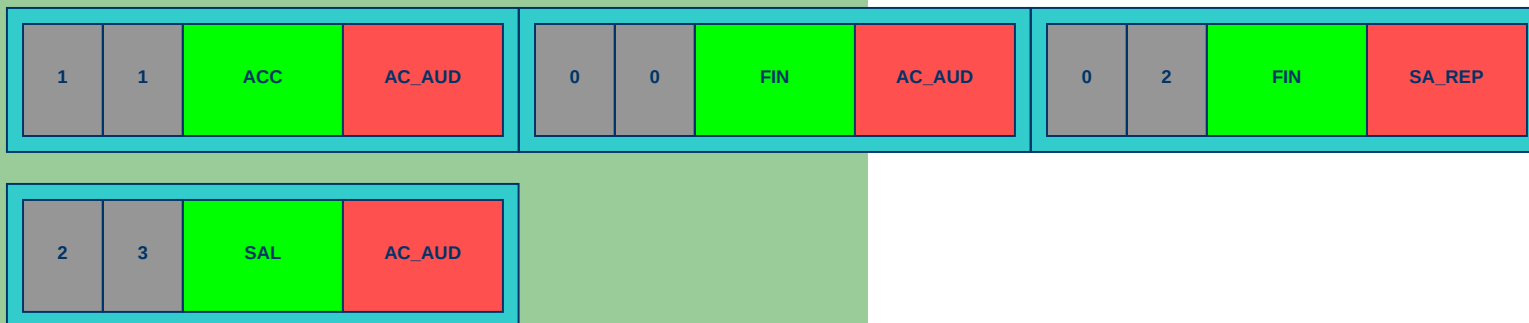 1 1 ACC AC_AUD 0 0 FIN AC_AUD 0 2 FIN SA_REP
2 3 SAL AC_AUD